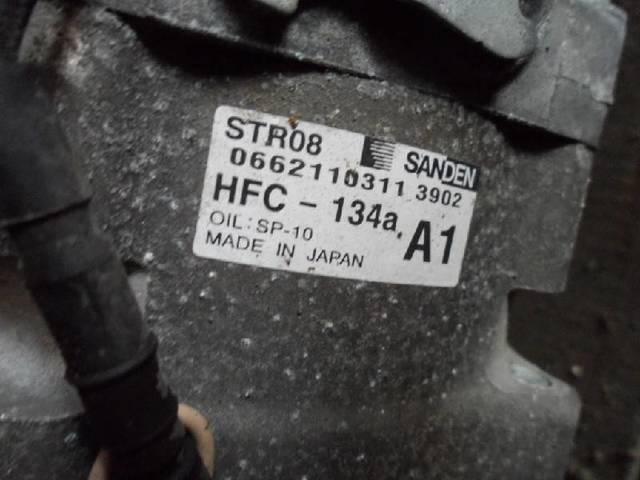 STR08 SANDEN
0662110311 3902
HFC - 134a
OIL: SP-10 A1
MADE IN JAPAN